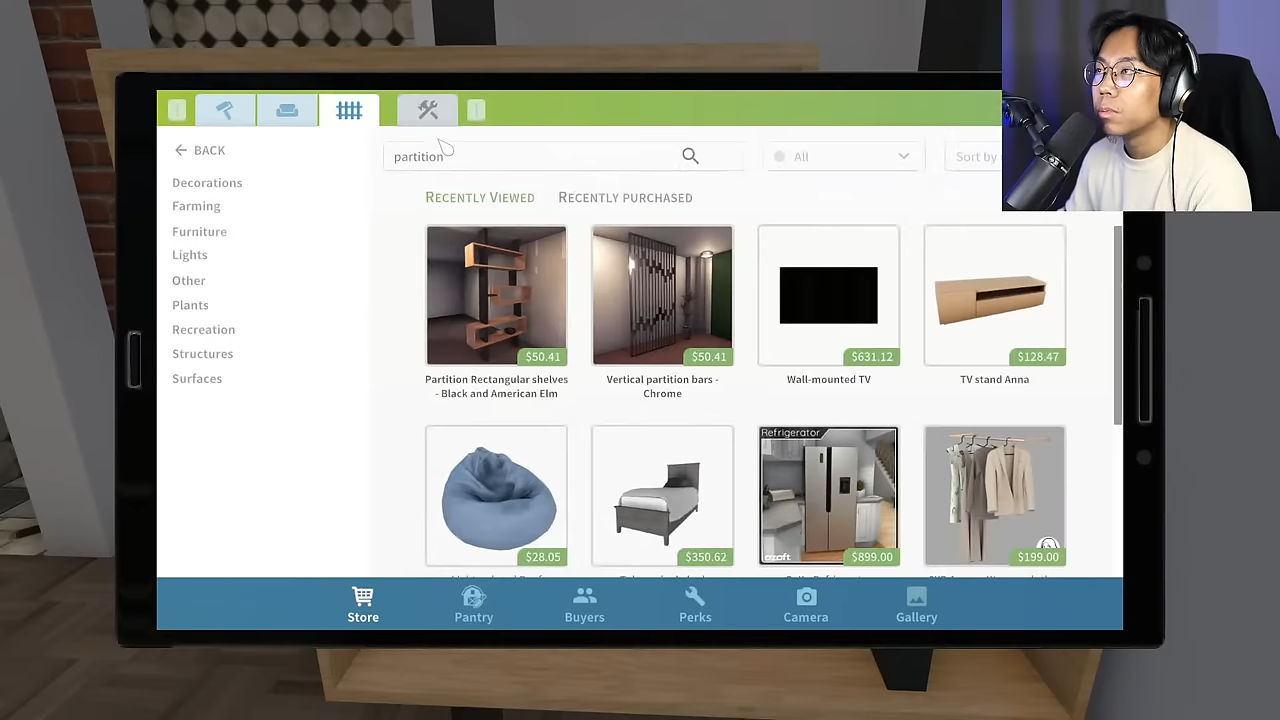 partition
All
Sort by
BACK
Decorations
Farming
Furniture
Lights
Other
Plants
Recreation
Structures
Surfaces
RECENTLY VIEWED
RECENTLY PURCHASED
$50.41
Partition Rectangular shelves
- Black and American Elm
$50.41
Vertical partition bars -
Chrome
$631.12
Wall-mounted TV
$128.47
TV stand Anna
$28.05
$350.62
Refrigerator
$899.00
$199.00
Store
Pantry
Buyers
Perks
Camera
Gallery